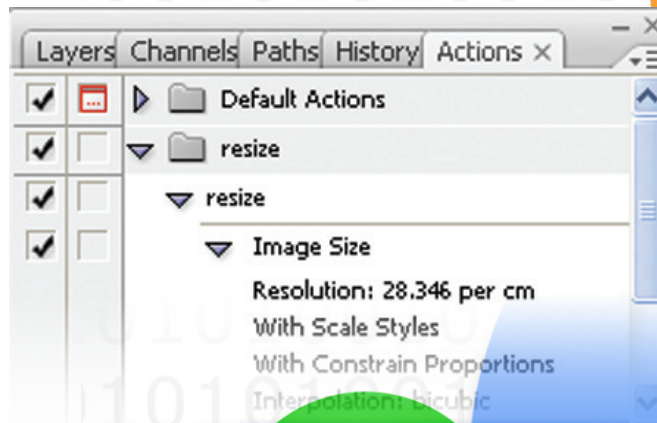 Layers Channels Paths History Actions
Default Actions
resize
resize
Image Size
Resolution: 28.346 per cm
With Scale Styles
With Constrain Proportions
Interpolation: bicubic